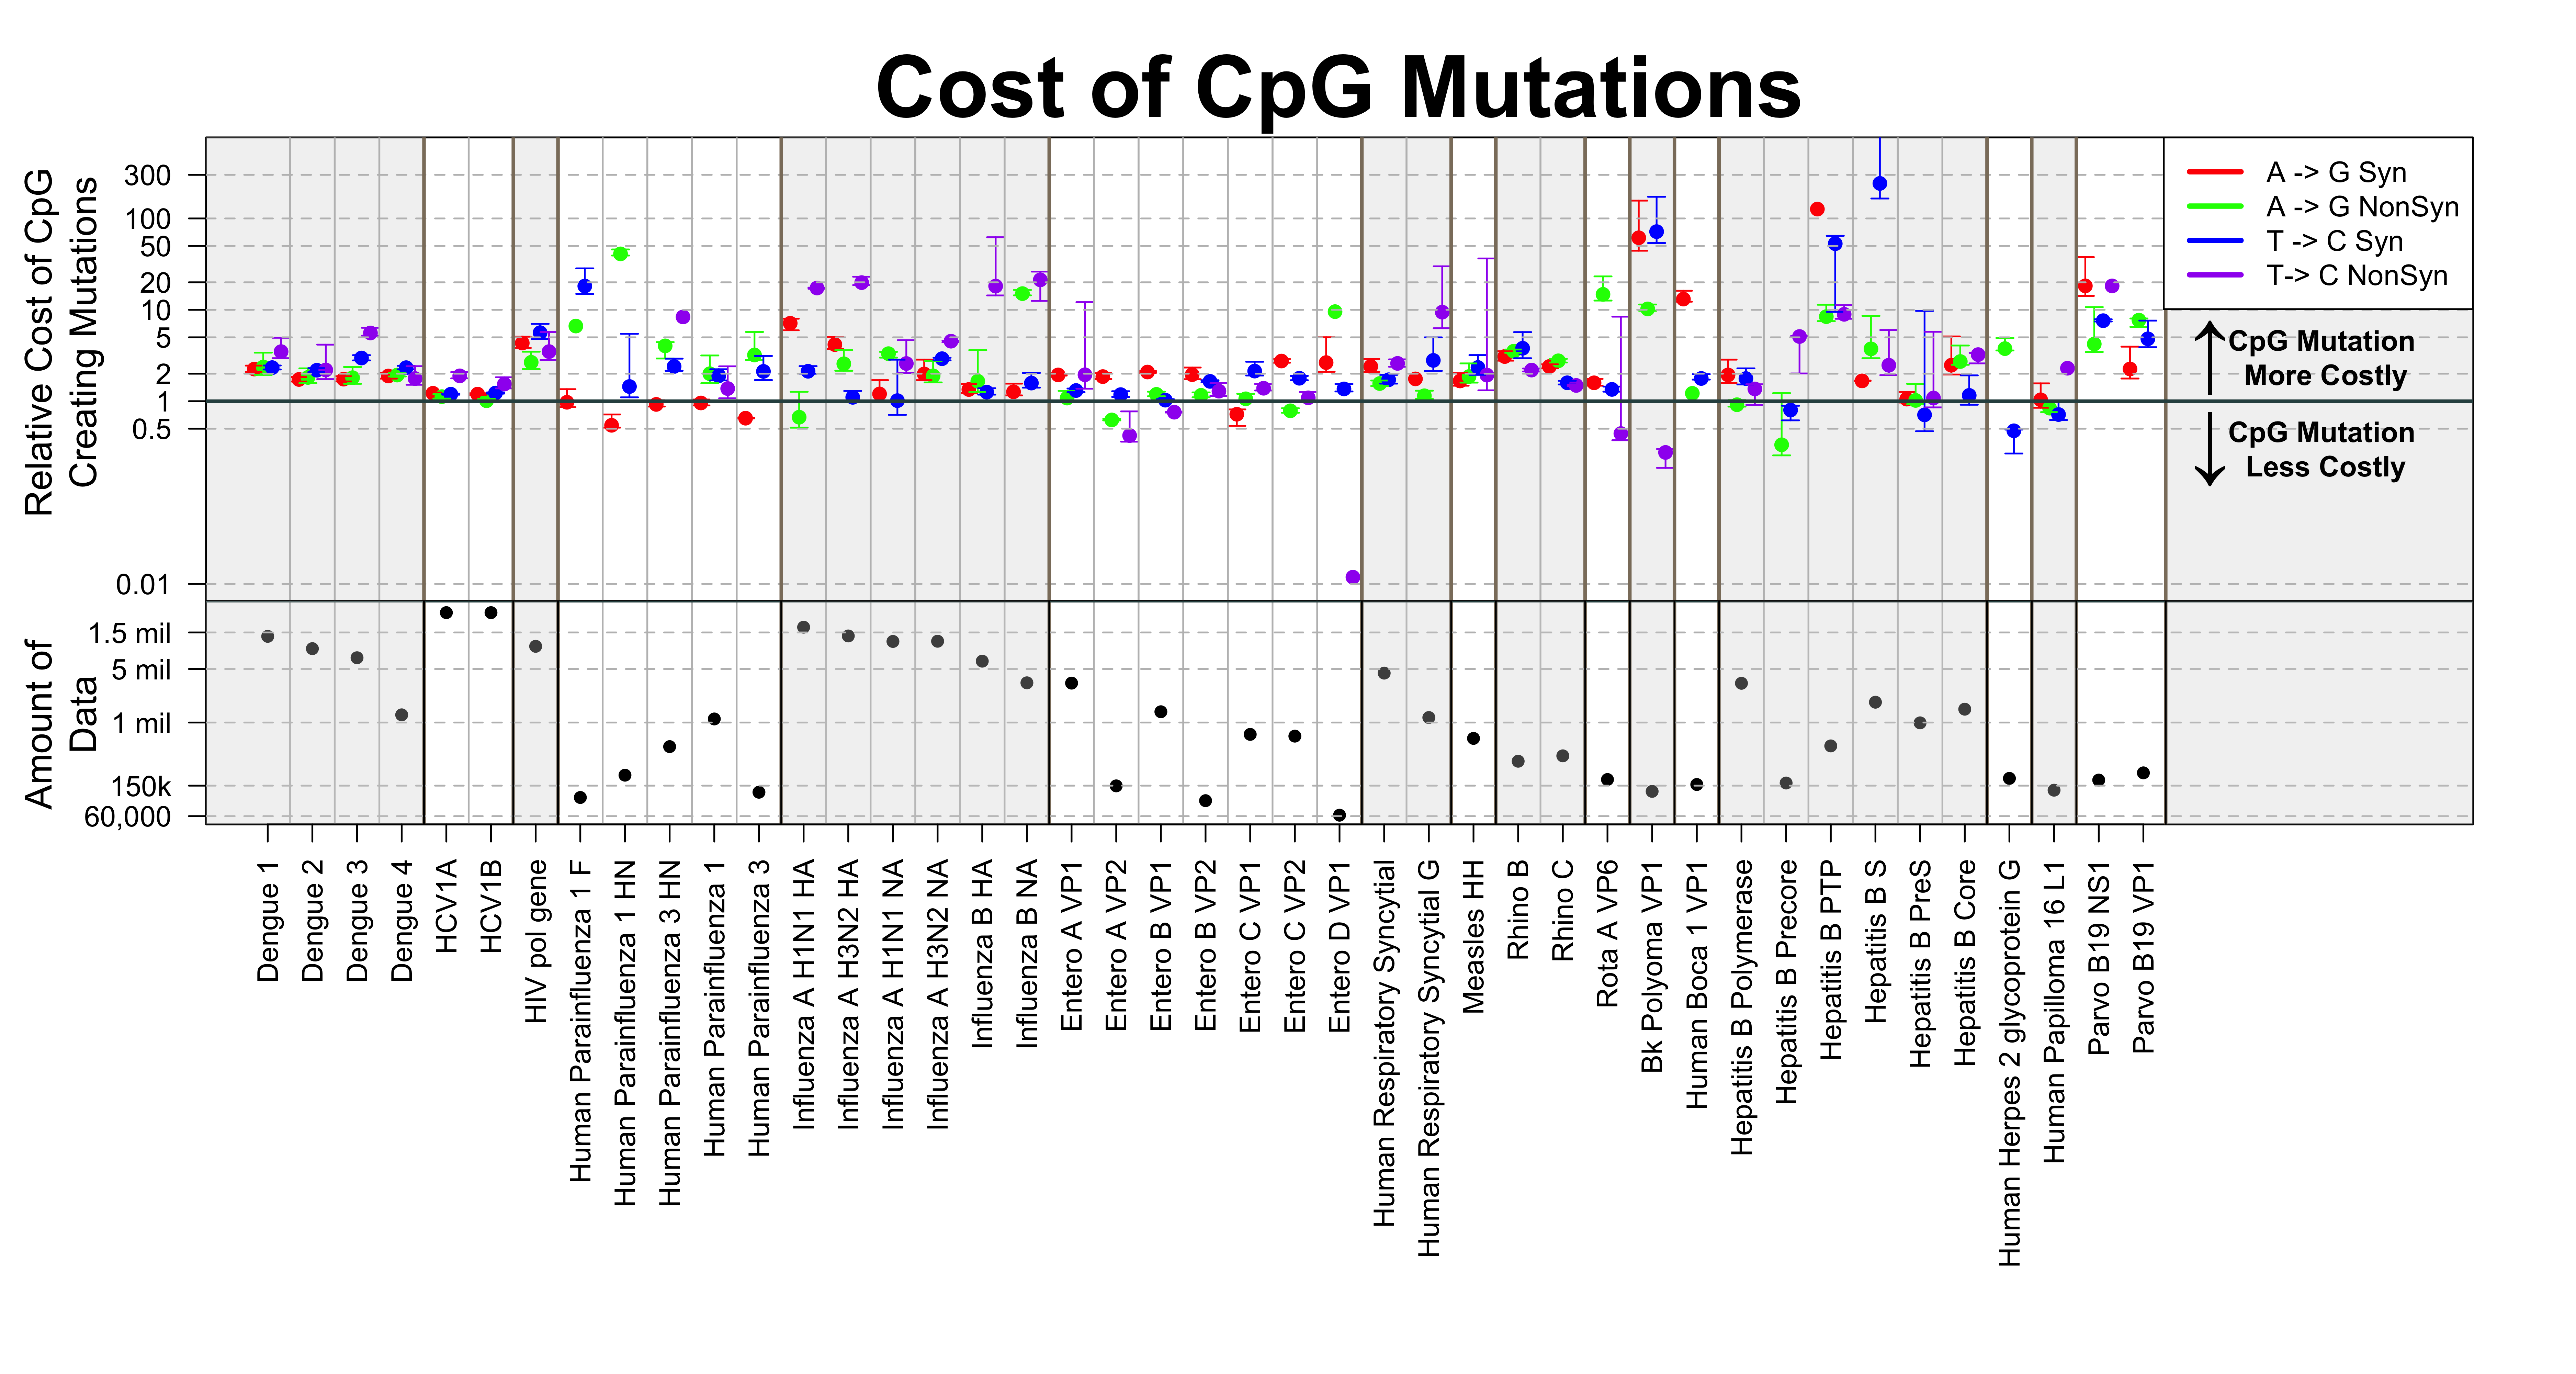 Cost of CpG Mutations
Relative Cost of CpG
Creating Mutations
300
100
50
20
10
5
2
1
0.5
0.01
A -> G Syn
A -> G NonSyn
T -> C Syn
T-> C NonSyn
CpG Mutation
More Costly
CpG Mutation
Less Costly
Amount of
Data
1.5 mil
5 mil
1 mil
150k
60,000
Dengue 1
Dengue 2
Dengue 3
Dengue 4
HCV1A
HCV1B
HIV pol gene
Human Parainfluenza 1 F
Human Parainfluenza 1 HN
Human Parainfluenza 3 HN
Human Parainfluenza 1
Human Parainfluenza 3
Influenza A H1N1 HA
Influenza A H3N2 HA
Influenza A H1N1 NA
Influenza A H3N2 NA
Influenza B HA
Influenza B NA
Entero A VP1
Entero A VP2
Entero B VP1
Entero B VP2
Entero C VP1
Entero C VP2
Entero D VP1
Human Respiratory Syncytial
Human Respiratory Syncytial G
Measles HH
Rhino B
Rhino C
Rota A VP6
Bk Polyoma VP1
Human Boca 1 VP1
Hepatitis B Polymerase
Hepatitis B Precore
Hepatitis B PTP
Hepatitis B S
Hepatitis B PreS
Hepatitis B Core
Human Herpes 2 glycoprotein G
Human Papilloma 16 L1
Parvo B19 NS1
Parvo B19 VP1